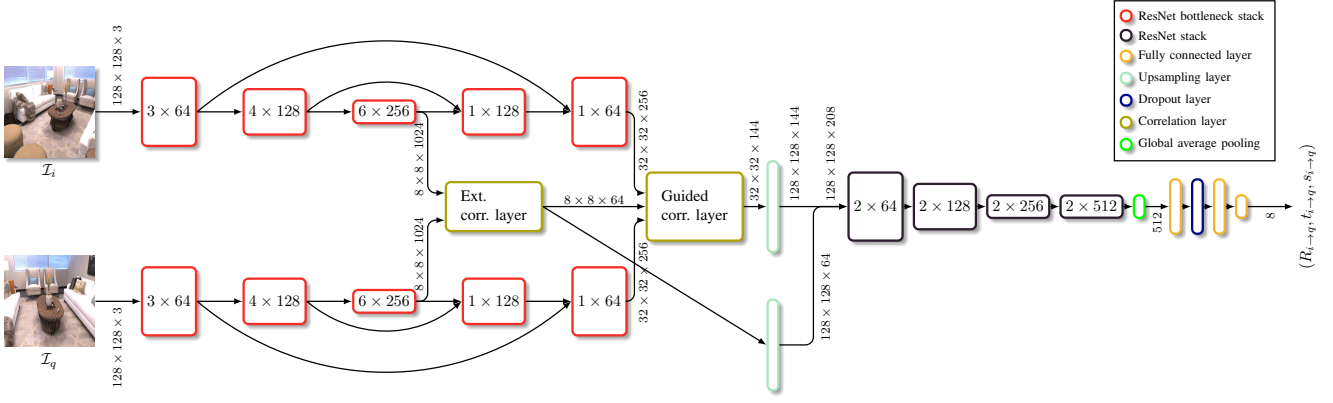 ResNet bottleneck stack
ResNet stack
Fully connected layer
Upsampling layer
Dropout layer
Correlation layer
Global average pooling
128 × 128 × 3
3 × 64
4 × 128
6 × 256
1 × 128
1 × 64
ℐᵢ
8 × 8 × 1024
32 × 32 × 256
Ext.
corr. layer
8 × 8 × 64
Guided
corr. layer
32 × 32 × 144
128 × 128 × 144
128 × 128 × 208
2 × 64
2 × 128
2 × 256
2 × 512
512
8
(R_{i→q}, t_{i→q}, s_{i→q})
8 × 8 × 1024
32 × 32 × 256
128 × 128 × 64
3 × 64
4 × 128
6 × 256
1 × 128
1 × 64
128 × 128 × 3
ℐ_q